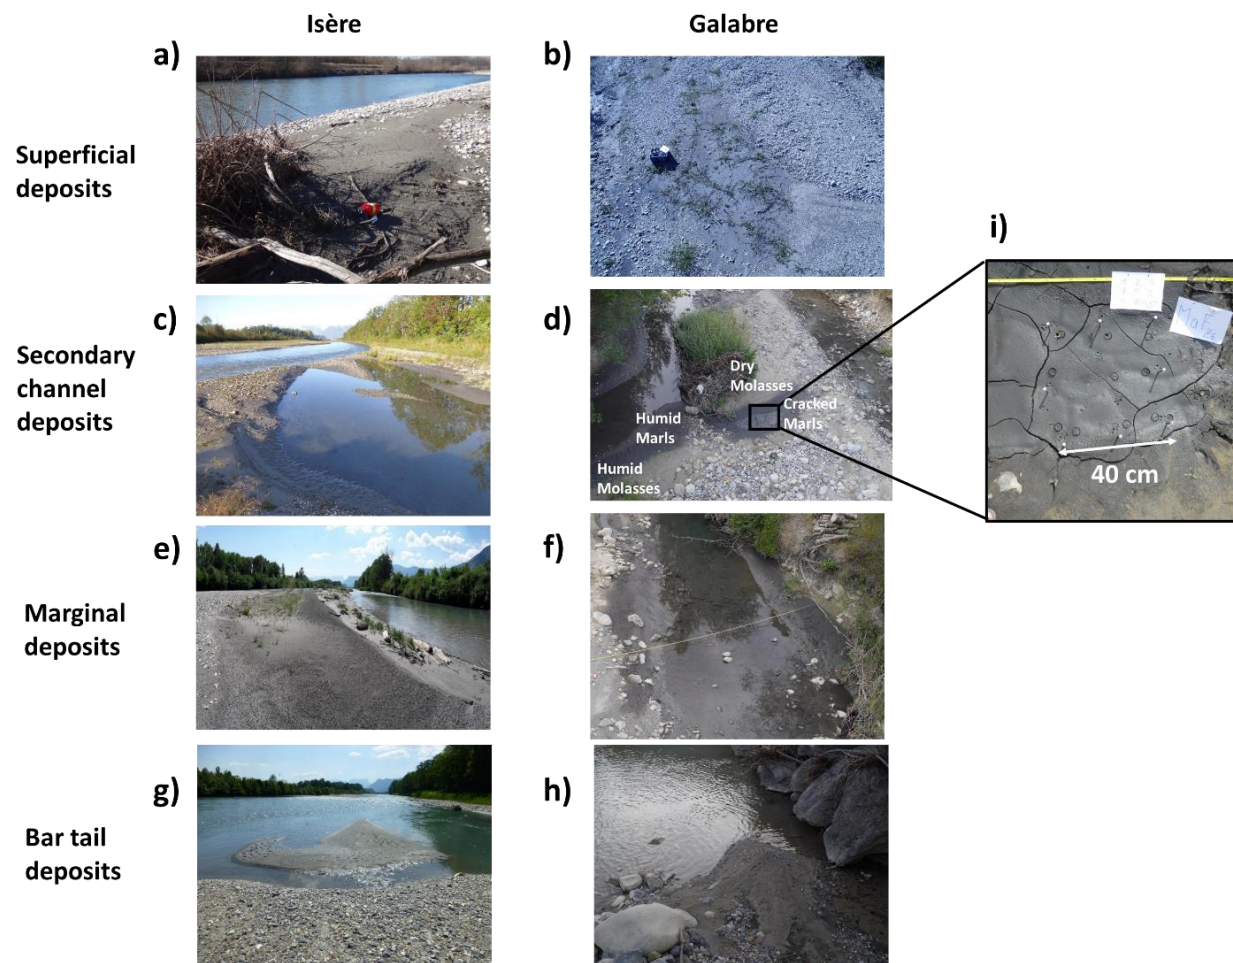 Isère
Galabre
a)
b)
Superficial
deposits
i)
c)
d)
Secondary
channel
deposits
Dry
Molasses
Cracked
Marls
Humid
Marls
Humid
Molasses
40 cm
e)
f)
Marginal
deposits
g)
h)
Bar tail
deposits